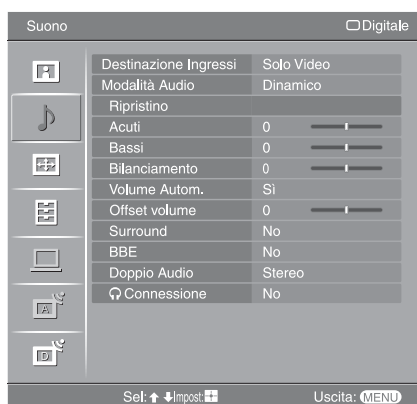 Suono Digitale
Destinazione Ingressi Solo Video
Modalità Audio Dinamico
Ripristino
Acuti 0
Bassi 0
Bilanciamento 0
Volume Autom. Sì
Offset volume 0
Surround No
BBE No
Doppio Audio Stereo
Connessione No
A
D
Sel: Impost: Uscita: MENU